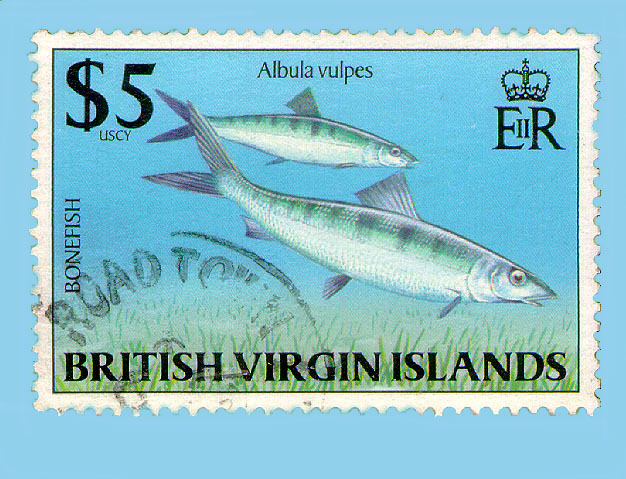 Albula vulpes
$5
USCY
EIIR
BONEFISH
ROAD TOWN
BRITISH VIRGIN ISLANDS